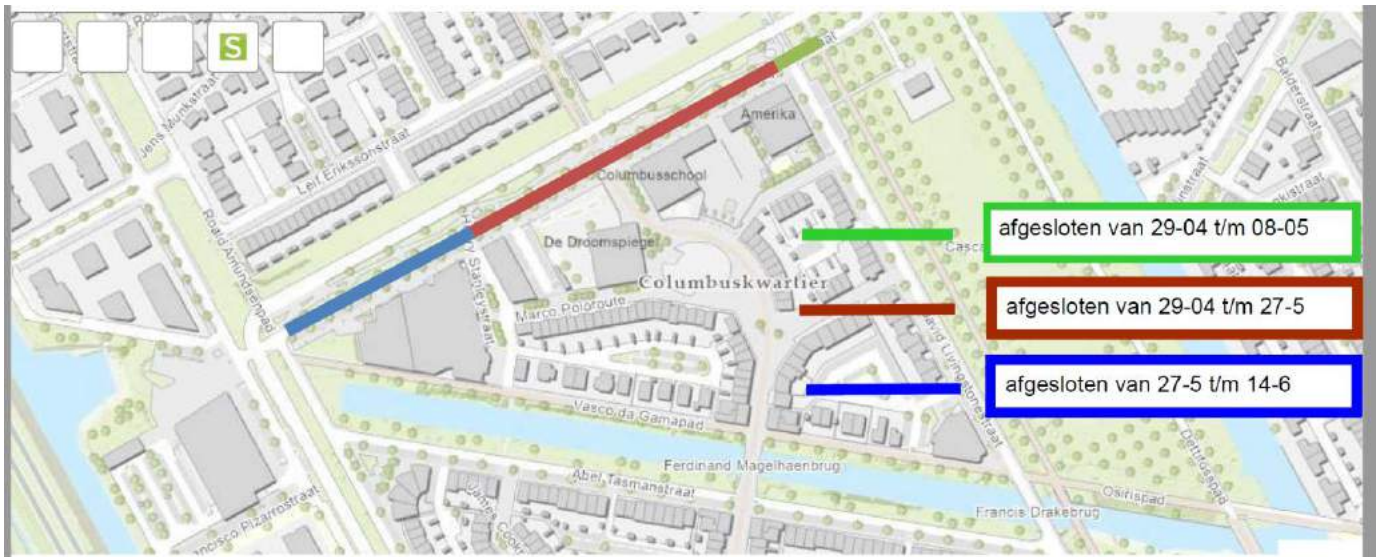 S
Jens Munkstraat
Leif Erikssohstraat
Roald Amundsenpad
Amerika
Columbusschool
De Droomspiegel
Columbuskwartier
Marco Poloroute
Vasco da Gamapad
Ferdinand Magelhaenbrug
Abel Tasmanstraat
Francis Drakebrug
Osirispad
Balderstraat
afgesloten van 29-04 t/m 08-05
afgesloten van 29-04 t/m 27-5
afgesloten van 27-5 t/m 14-6